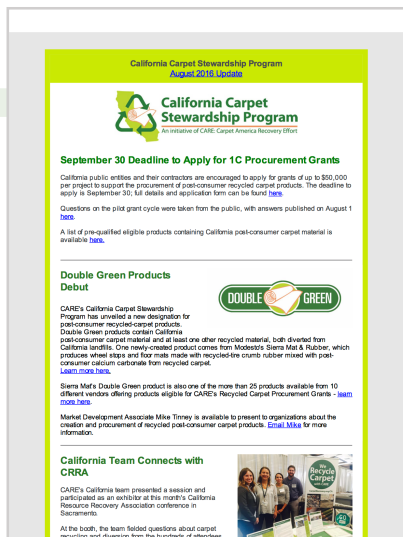 California Carpet Stewardship Program
August 2016 Update
California Carpet
Stewardship Program
An initiative of CARE: Carpet America Recovery Effort
September 30 Deadline to Apply for 1C Procurement Grants
California public entities and their contractors are encouraged to apply for grants of up to $50,000
per project to support the procurement of post-consumer recycled carpet products. The deadline to
apply is September 30; full details and application form can be found here.
Questions on the pilot grant cycle were taken from the public, with answers published on August 1
here.
A list of pre-qualified eligible products containing California post-consumer carpet material is
available here.
Double Green Products
Debut
DOUBLE GREEN
CARE's California Carpet Stewardship
Program has unveiled a new designation for
post-consumer recycled-carpet products.
Double Green products contain California
post-consumer carpet material and at least one other recycled material, both diverted from
California landfills. One newly-created product comes from Modesto's Sierra Mat & Rubber, which
produces wheel stops and floor mats made with recycled-tire crumb rubber mixed with post-
consumer calcium carbonate from recycled carpet.
Learn more here.
Sierra Mat's Double Green product is also one of the more than 25 products available from 10
different vendors offering products eligible for CARE's Recycled Carpet Procurement Grants - learn
more here.
Market Development Associate Mike Tinney is available to present to organizations about the
creation and procurement of recycled post-consumer carpet products. Email Mike for more
information.
California Team Connects with
CRRA
We
Recycle
Carpet
CARE's California team presented a session and
participated as an exhibitor at this month's California
Resource Recovery Association conference in
Sacramento.
At the booth, the team fielded questions about carpet
recycling and diversion from the hundreds of attendees